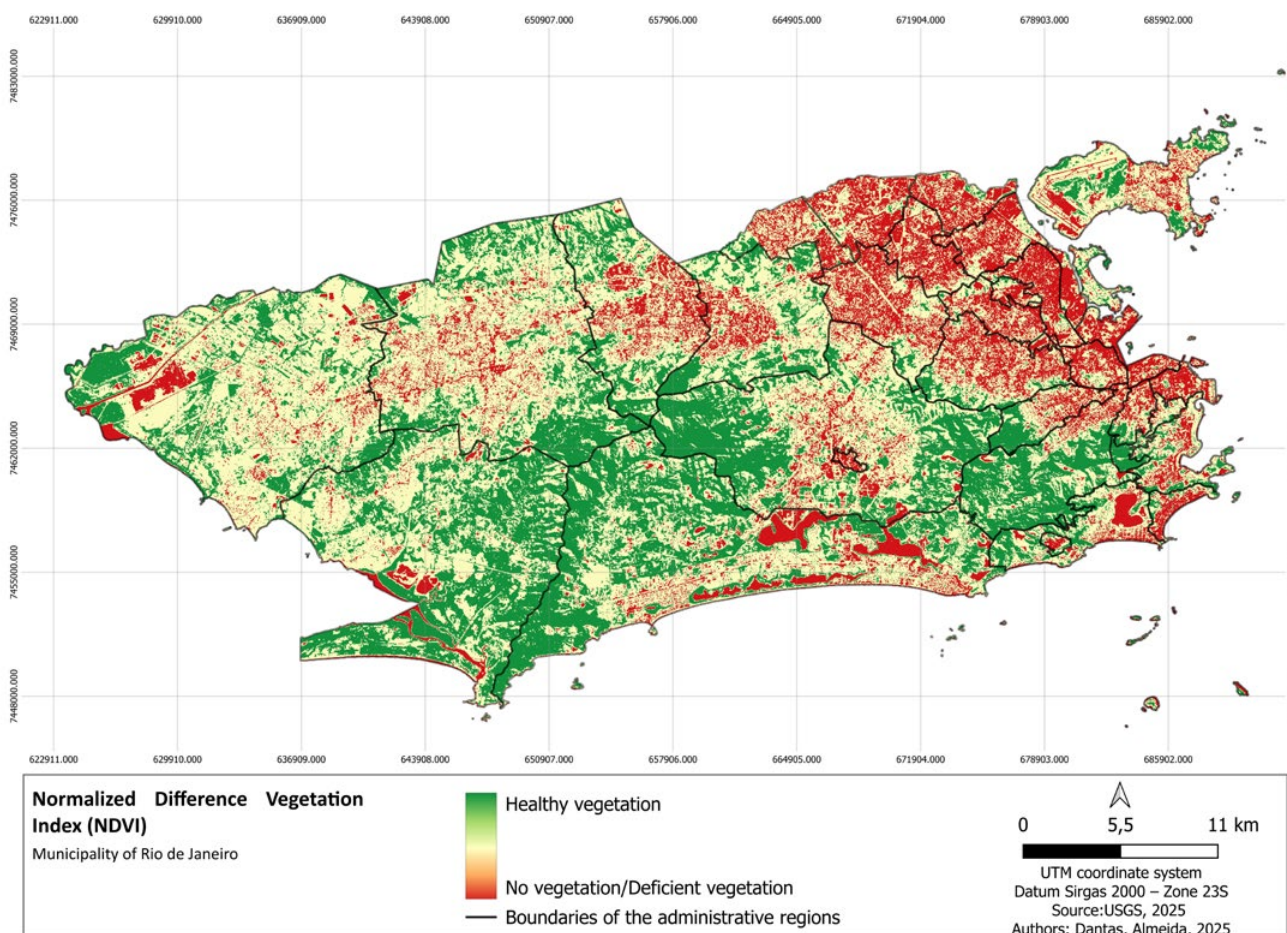 622911.000 629910.000 636909.000 643908.000 650907.000 657906.000 664905.000 671904.000 678903.000 685902.000
7483000.000
7476000.000
7469000.000
7462000.000
7455000.000
7448000.000
622911.000 629910.000 636909.000 643908.000 650907.000 657906.000 664905.000 671904.000 678903.000 685902.000
Normalized Difference Vegetation
Index (NDVI)
Municipality of Rio de Janeiro
Healthy vegetation
No vegetation/Deficient vegetation
Boundaries of the administrative regions
0 5,5 11 km
UTM coordinate system
Datum Sirgas 2000 – Zone 23S
Source:USGS, 2025
Authors: Dantas, Almeida, 2025